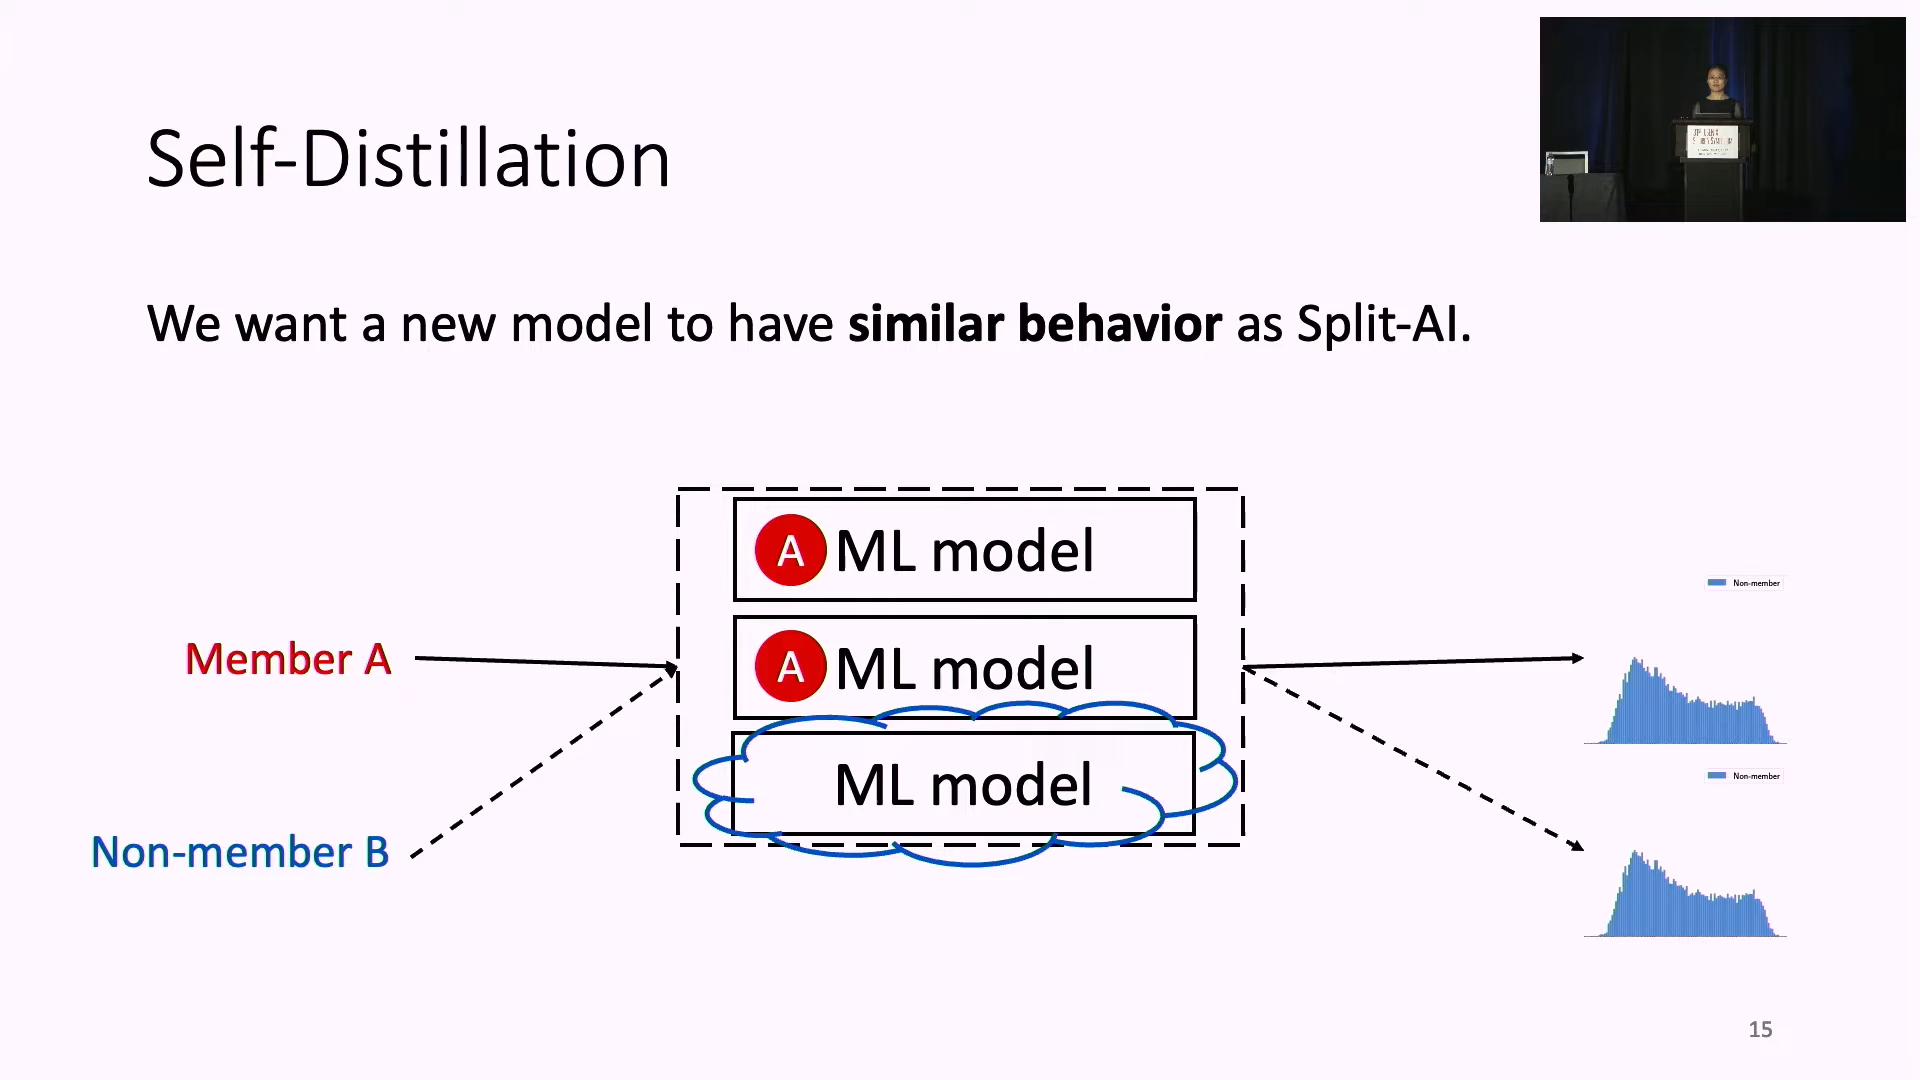 Self-Distillation
We want a new model to have similar behavior as Split-AI.
A ML model
A ML model
ML model
Member A
Non-member B
Non-member
Non-member
15